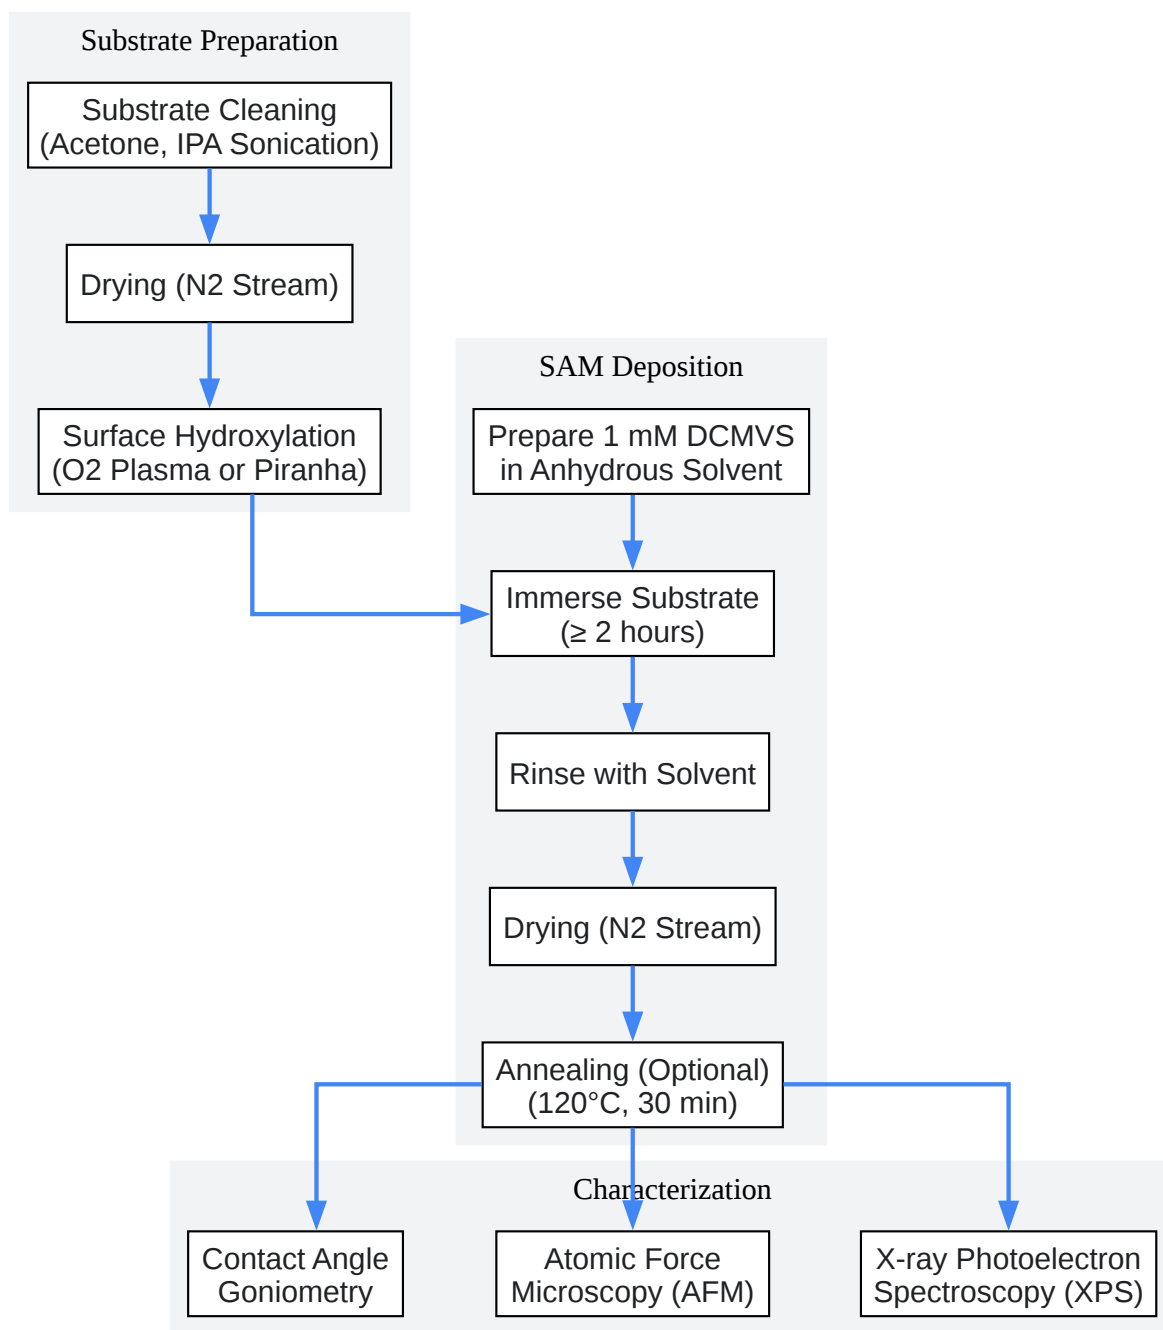 Substrate Preparation
Substrate Cleaning
(Acetone, IPA Sonication)
Drying (N2 Stream)
Surface Hydroxylation
(O2 Plasma or Piranha)
SAM Deposition
Prepare 1 mM DCMVS
in Anhydrous Solvent
Immerse Substrate
(≥ 2 hours)
Rinse with Solvent
Drying (N2 Stream)
Annealing (Optional)
(120°C, 30 min)
Characterization
Contact Angle
Goniometry
Atomic Force
Microscopy (AFM)
X-ray Photoelectron
Spectroscopy (XPS)